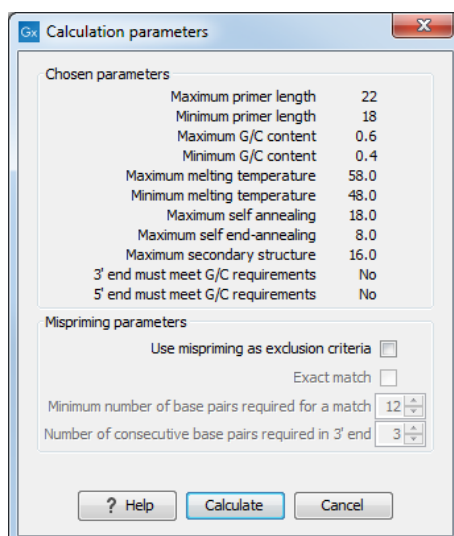 Gx Calculation parameters
Chosen parameters
Maximum primer length 22
Minimum primer length 18
Maximum G/C content 0.6
Minimum G/C content 0.4
Maximum melting temperature 58.0
Minimum melting temperature 48.0
Maximum self annealing 18.0
Maximum self end-annealing 8.0
Maximum secondary structure 16.0
3' end must meet G/C requirements No
5' end must meet G/C requirements No
Mispriming parameters
Use mispriming as exclusion criteria
Exact match
Minimum number of base pairs required for a match 12
Number of consecutive base pairs required in 3' end 3
? Help Calculate Cancel